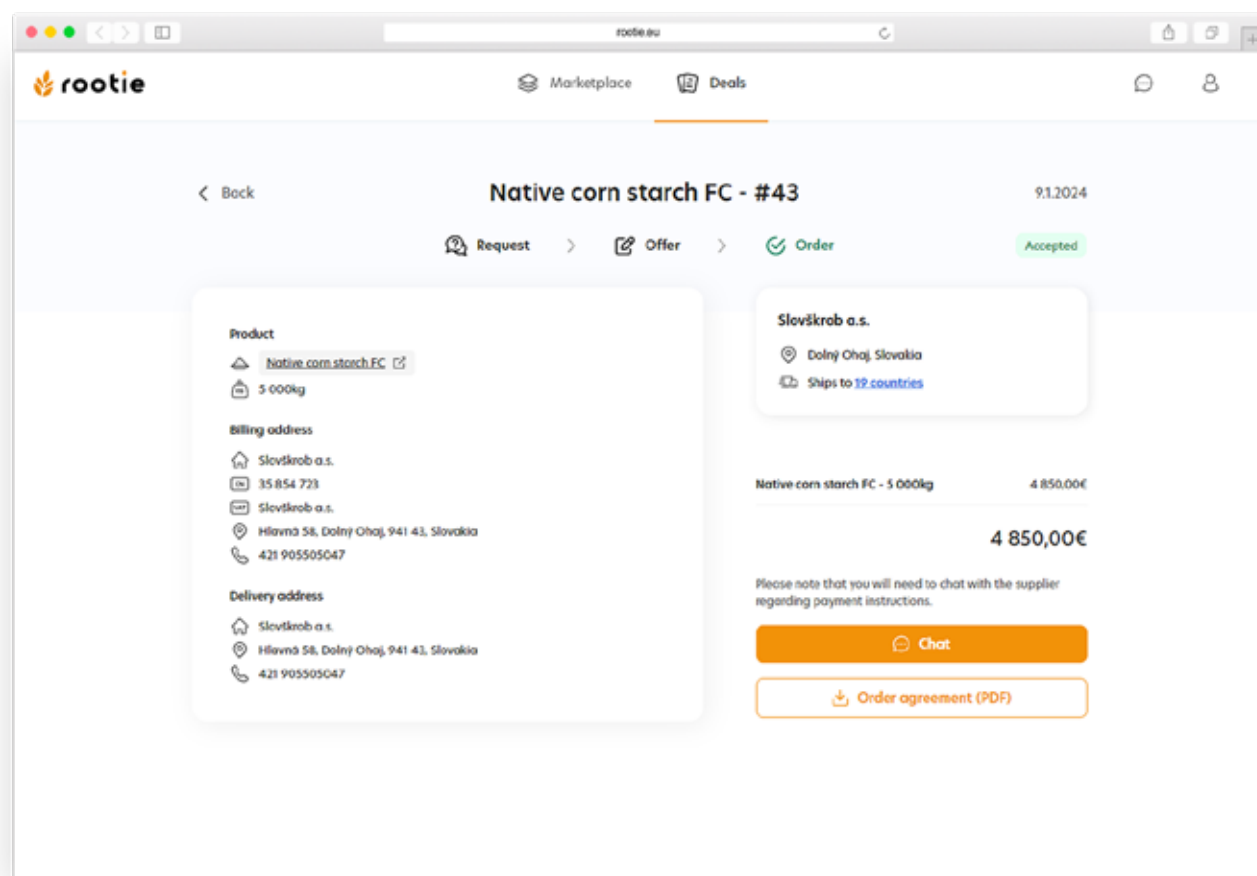 rootie.eu
rootie
Marketplace
Deals
Back
Native corn starch FC - #43
9.1.2024
Request
Offer
Order
Accepted
Product
Native corn starch FC
5 000kg
Billing address
Slovškrob a.s.
35 854 723
VAT
Slovškrob a.s.
Hlavná 58, Dolný Ohaj, 941 43, Slovakia
421 905505047
Delivery address
Slovškrob a.s.
Hlavná 58, Dolný Ohaj, 941 43, Slovakia
421 905505047
Slovškrob a.s.
Dolný Ohaj, Slovakia
Ships to 19 countries
Native corn starch FC - 5 000kg
4 850,00€
4 850,00€
Please note that you will need to chat with the supplier
regarding payment instructions.
Chat
Order agreement (PDF)